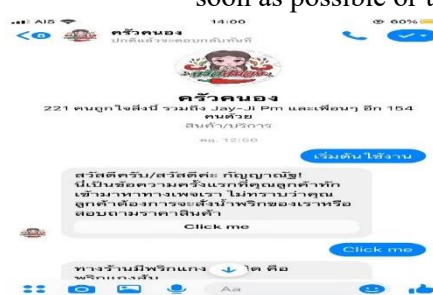 soon as possible or t
AIS 14:00 60%
ครัวคนอง
ปกติแล้วจะตอบกลับทันที
ครัวคนอง
221 คนถูกใจสิ่งนี้ รวมถึง Jay-Ji Pm และเพื่อนๆ อีก 154
คนด้วย
สินค้า/บริการ
พฤ. 12:00
เริ่มต้นใช้งาน
สวัสดีครับ/สวัสดีค่ะ กัญญาณัฐ!
นี่เป็นข้อความครั้งแรกที่คุณลูกค้าทัก
เข้ามาหาทางเพจเรา ไม่ทราบว่าคุณ
ลูกค้าต้องการจะสั่งน้ำพริกของเราหรือ
สอบถามราคาสินค้า
Click me
Click me
ทางร้านมีพริกแกง คือ
Aa